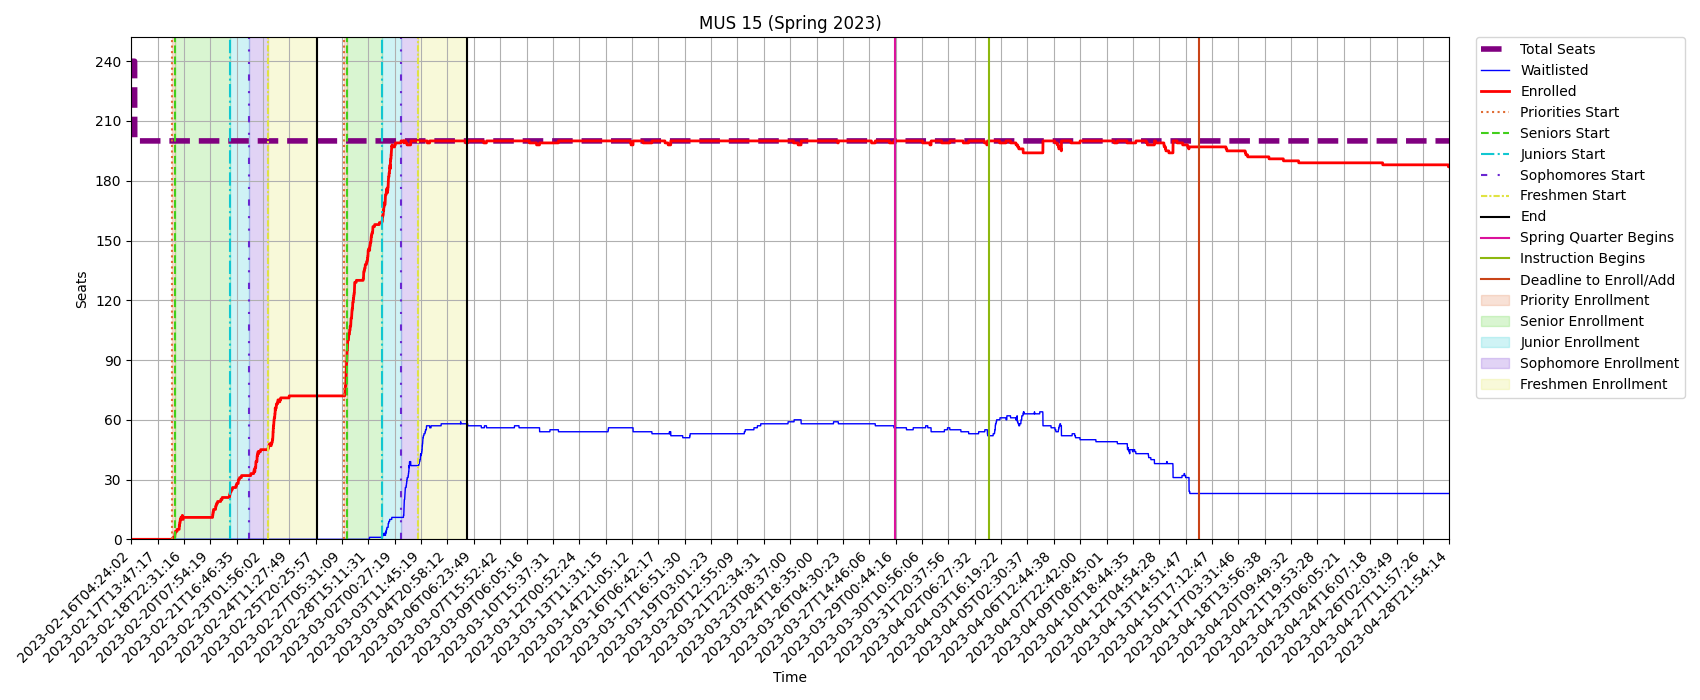 MUS 15 (Spring 2023)
240
210
180
150
120
90
60
30
0
Seats
2023-02-16T04:24:02
2023-02-17T13:47:17
2023-02-18T22:31:16
2023-02-20T07:54:19
2023-02-21T16:46:35
2023-02-23T01:56:02
2023-02-24T11:27:49
2023-02-25T20:25:57
2023-02-27T05:31:09
2023-02-28T15:11:31
2023-03-02T00:27:19
2023-03-03T11:45:19
2023-03-04T20:58:12
2023-03-06T06:23:49
2023-03-07T15:52:42
2023-03-09T06:05:16
2023-03-10T15:37:31
2023-03-12T00:52:24
2023-03-13T11:31:15
2023-03-14T21:05:12
2023-03-16T06:42:17
2023-03-17T16:51:30
2023-03-19T03:01:23
2023-03-20T12:55:09
2023-03-21T22:34:31
2023-03-23T08:37:00
2023-03-24T18:35:00
2023-03-26T04:30:23
2023-03-27T14:46:06
2023-03-29T00:44:16
2023-03-30T10:56:06
2023-03-31T20:37:56
2023-04-02T06:27:32
2023-04-03T16:19:22
2023-04-05T02:30:37
2023-04-06T12:44:38
2023-04-07T22:42:00
2023-04-09T08:45:01
2023-04-10T18:44:35
2023-04-12T04:54:28
2023-04-13T14:51:47
2023-04-15T17:12:47
2023-04-17T03:31:46
2023-04-18T13:56:38
2023-04-20T09:49:32
2023-04-21T19:53:28
2023-04-23T06:05:21
2023-04-24T16:07:18
2023-04-26T02:03:49
2023-04-27T11:57:26
2023-04-28T21:54:14
Time
Total Seats
Waitlisted
Enrolled
Priorities Start
Seniors Start
Juniors Start
Sophomores Start
Freshmen Start
End
Spring Quarter Begins
Instruction Begins
Deadline to Enroll/Add
Priority Enrollment
Senior Enrollment
Junior Enrollment
Sophomore Enrollment
Freshmen Enrollment